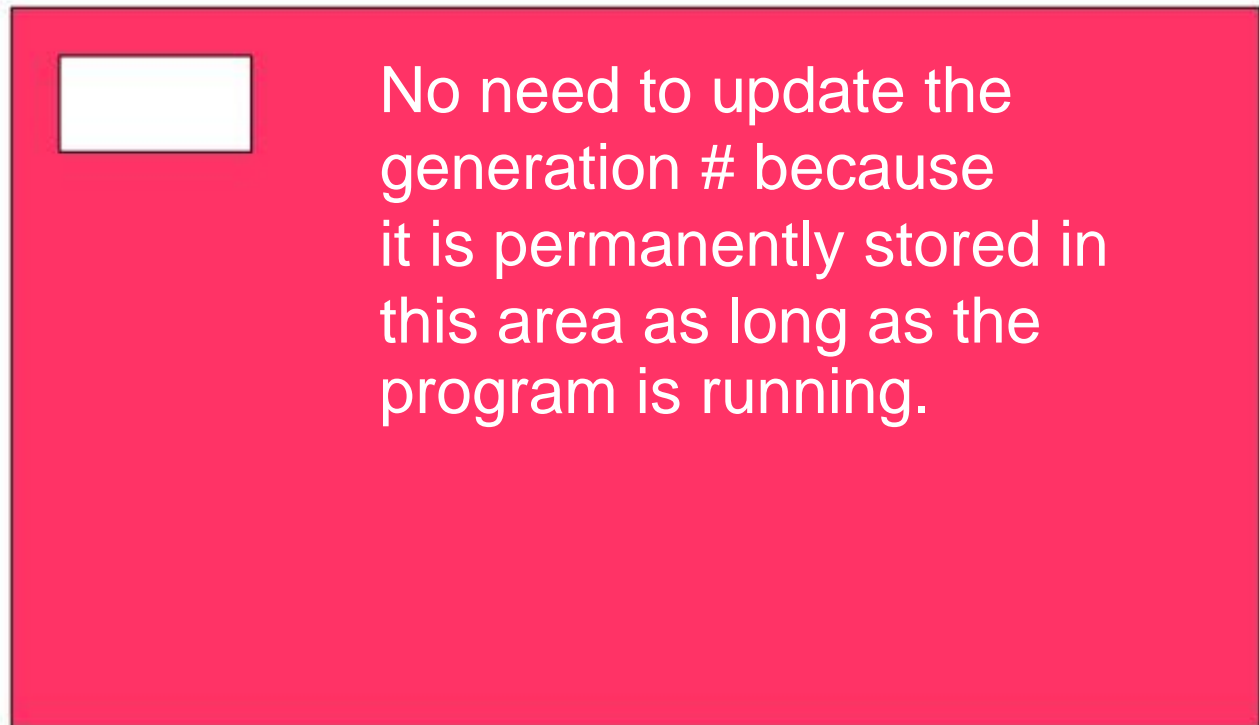 No need to update the
generation # because
it is permanently stored in
this area as long as the
program is running.